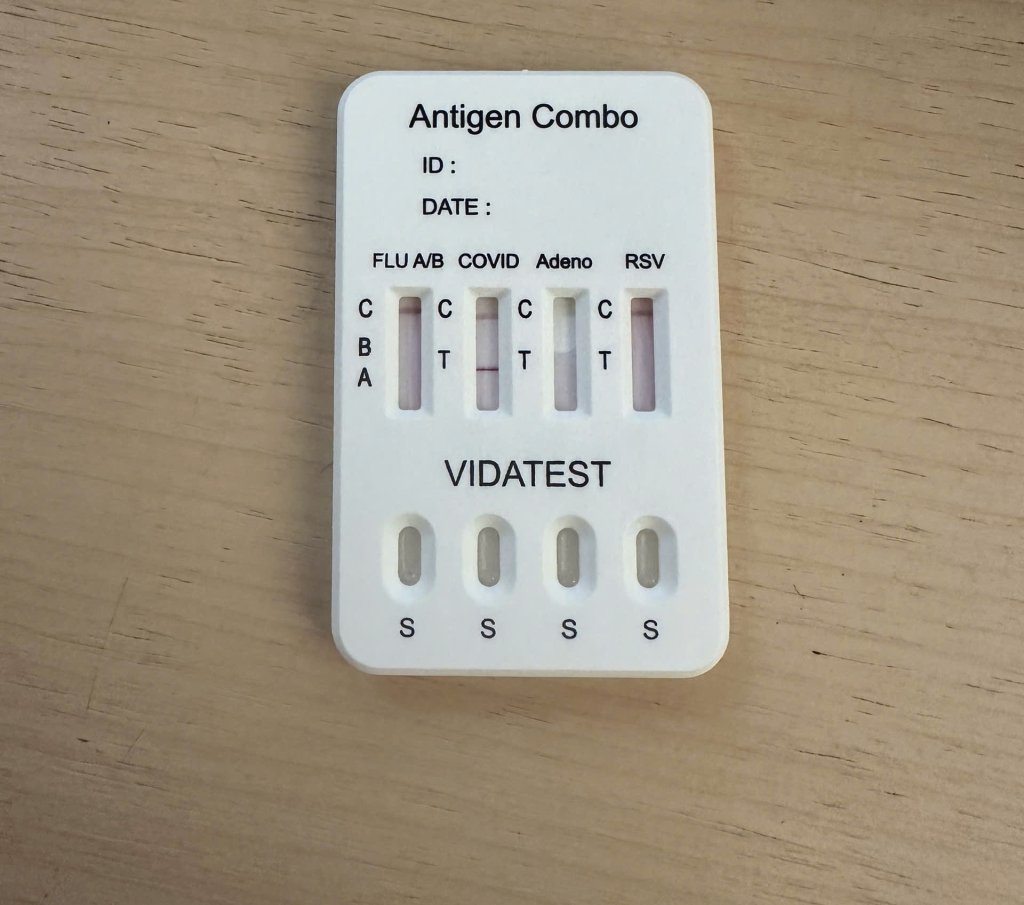 Antigen Combo
ID :
DATE :
FLU A/B COVID Adeno RSV
C C C C
B T T T
A
VIDATEST
S S S S